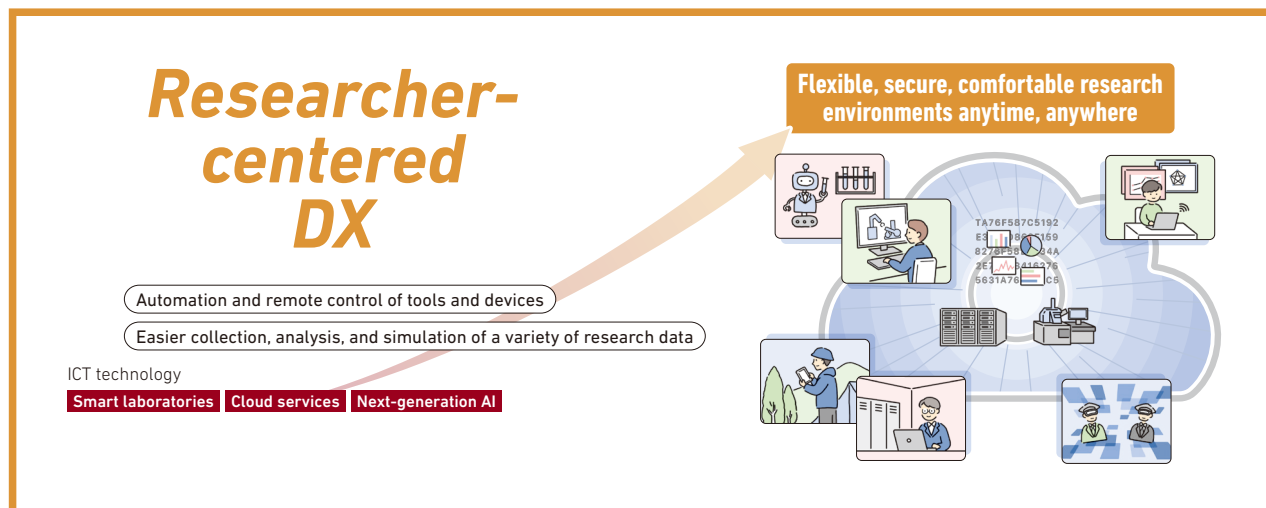 Researcher-
centered
DX
Automation and remote control of tools and devices
Easier collection, analysis, and simulation of a variety of research data
ICT technology
Smart laboratories
Cloud services
Next-generation AI
Flexible, secure, comfortable research
environments anytime, anywhere
TA76F587C5192